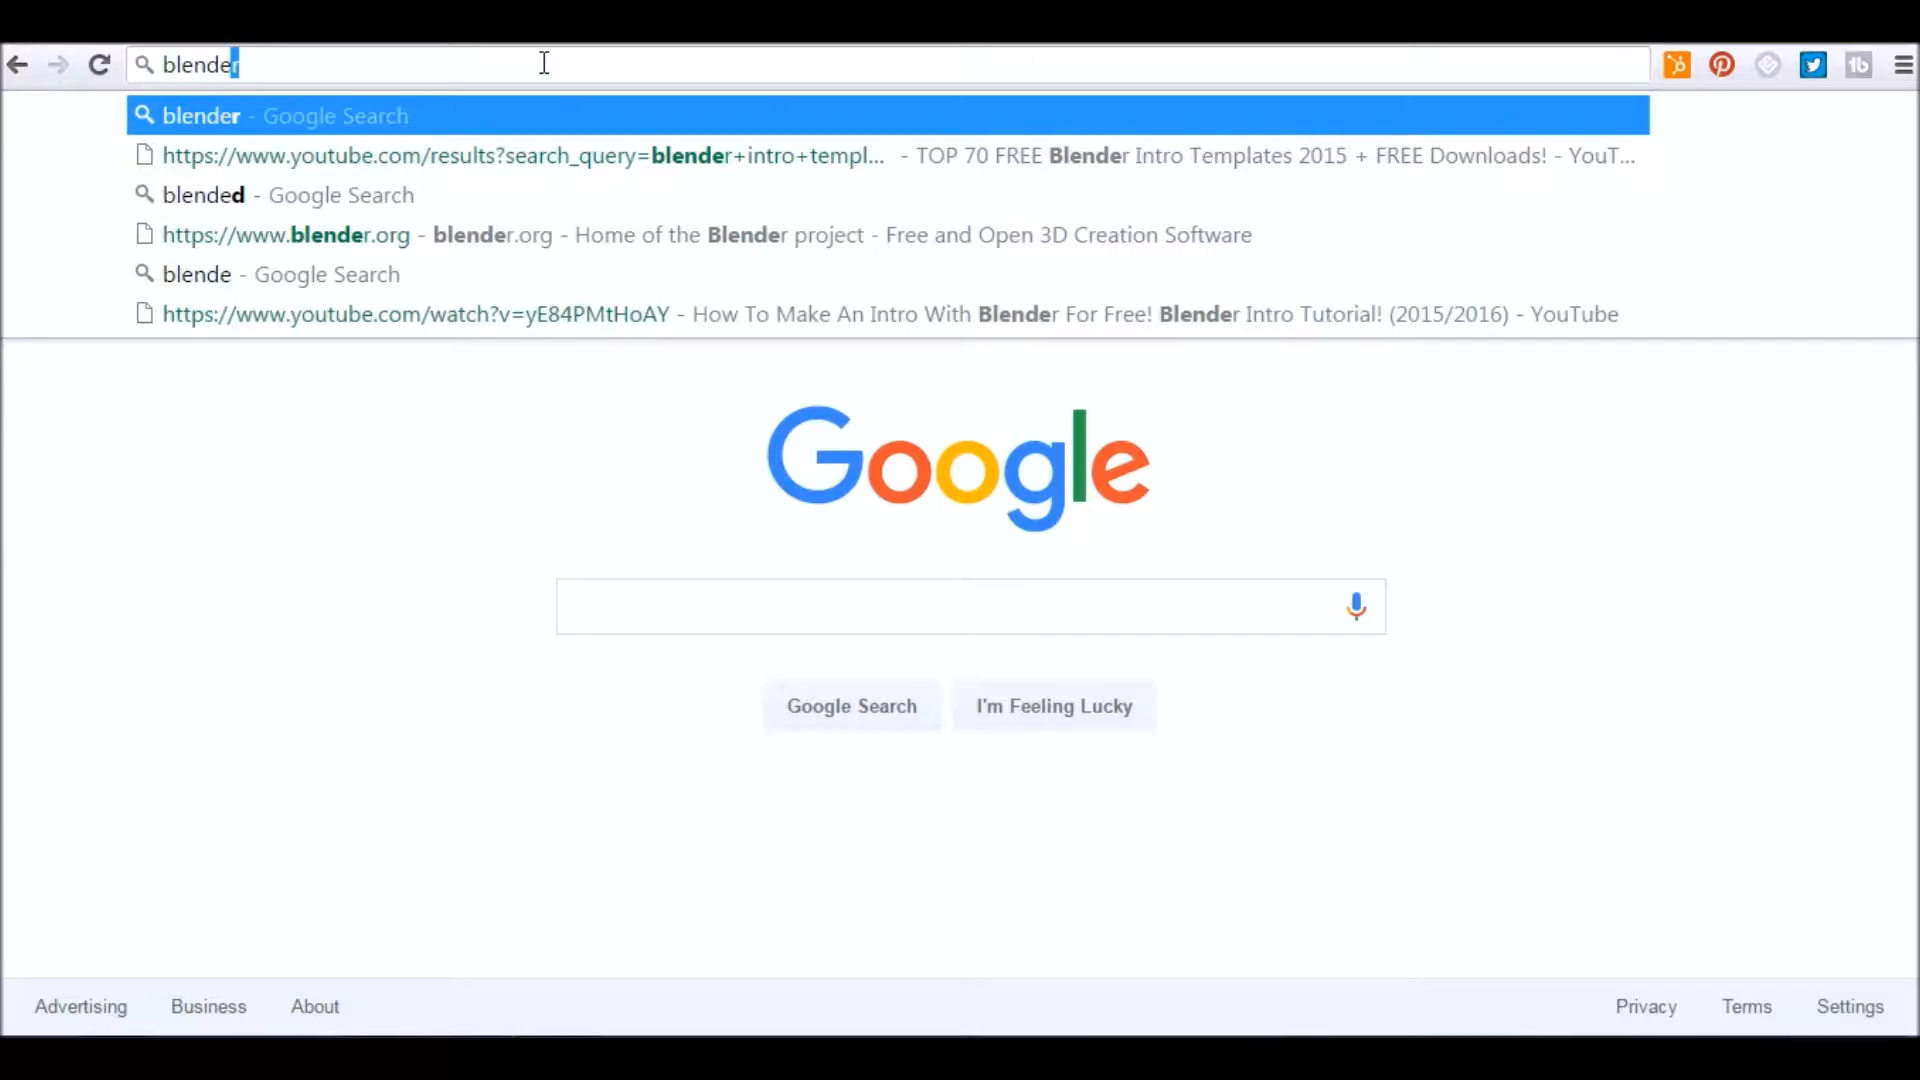 blender
blender - Google Search
https://www.youtube.com/results?search_query=blender+intro+templ... - TOP 70 FREE Blender Intro Templates 2015 + FREE Downloads! - YouT...
blended - Google Search
https://www.blender.org - blender.org - Home of the Blender project - Free and Open 3D Creation Software
blende - Google Search
https://www.youtube.com/watch?v=yE84PMtHoAY - How To Make An Intro With Blender For Free! Blender Intro Tutorial! (2015/2016) - YouTube
Google
Google Search I'm Feeling Lucky
Advertising Business About Privacy Terms Settings